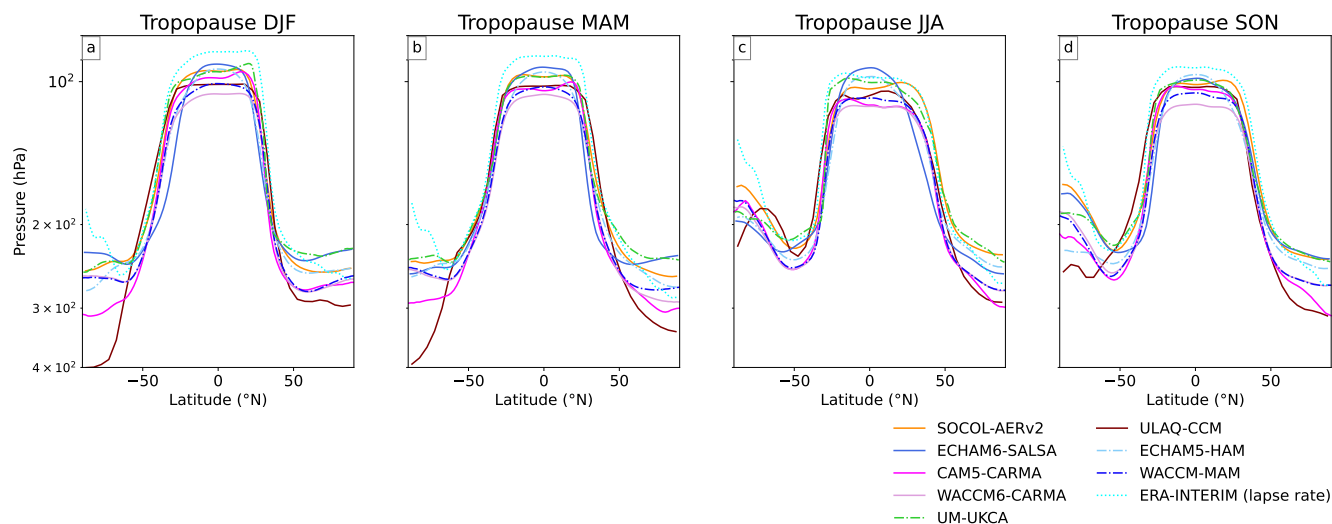 Tropopause DJF
Tropopause MAM
Tropopause JJA
Tropopause SON
a
b
c
d
Pressure (hPa)
10²
2 × 10²
3 × 10²
4 × 10²
−50 0 50
−50 0 50
−50 0 50
−50 0 50
Latitude (°N)
Latitude (°N)
Latitude (°N)
Latitude (°N)
SOCOL-AERv2
ECHAM6-SALSA
CAM5-CARMA
WACCM6-CARMA
UM-UKCA
ULAQ-CCM
ECHAM5-HAM
WACCM-MAM
ERA-INTERIM (lapse rate)